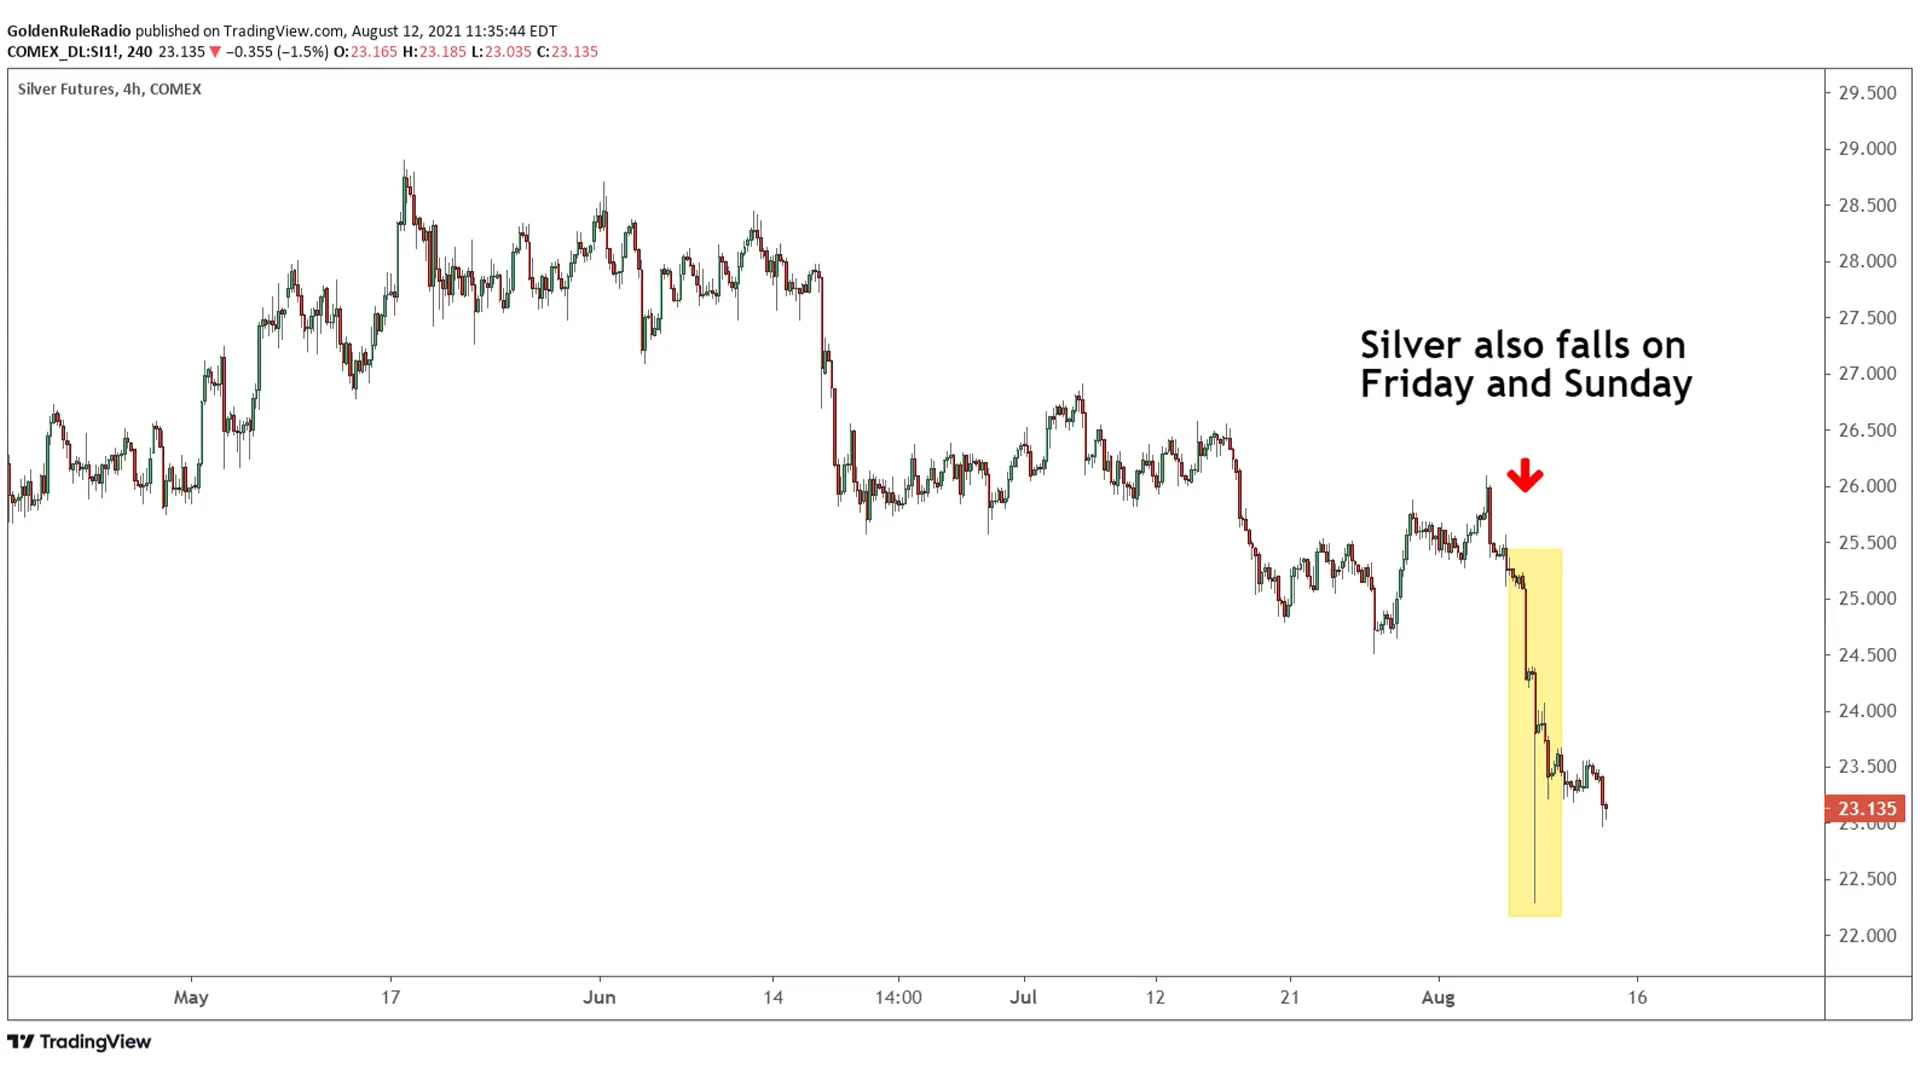 GoldenRuleRadio published on TradingView.com, August 12, 2021 11:35:44 EDT
COMEX_DL:SI1!, 240 23.135 ▼ −0.355 (−1.5%) O:23.165 H:23.185 L:23.035 C:23.135
Silver Futures, 4h, COMEX
29.500
29.000
28.500
28.000
27.500
Silver also falls on
Friday and Sunday
27.000
26.500
26.000
25.500
25.000
24.500
24.000
23.500
23.135
23.000
22.500
22.000
May 17 Jun 14 14:00 Jul 12 21 Aug 16
TradingView